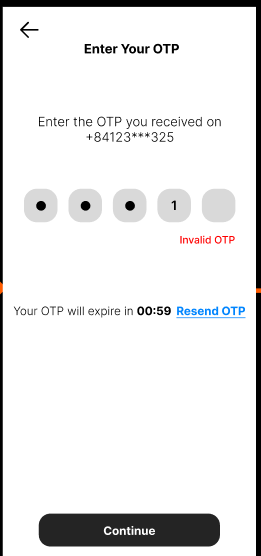 Enter Your OTP
Enter the OTP you received on
+84123***325
1
Invalid OTP
Your OTP will expire in 00:59 Resend OTP
Continue